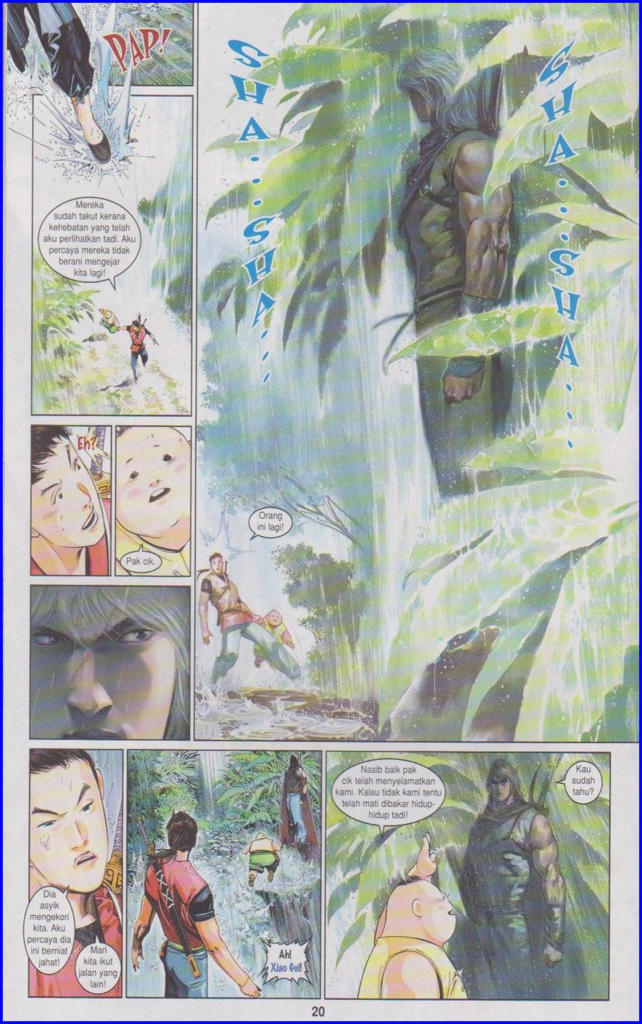 PAP!
Mereka
sudah takut kerana
kehebatan yang telah
aku perlihatkan tadi. Aku
percaya mereka tidak
berani mengejar
kita lagi!
SHA...SHA...
SHA...SHA...
Orang
ini lagi!
Eh?
Pak cik.
Dia
asyik
mengekori
kita. Aku
percaya dia
berniat
jahat!
Mari
kita ikut
jalan yang
lain!
Ah!
Xiao Gol!
Nasib baik pak
cik telah menyelamatkan
kami. Kalau tidak kami tentu
telah mati dibakar hidup-
hidup tadi!
Kau
sudah
tahu?
20